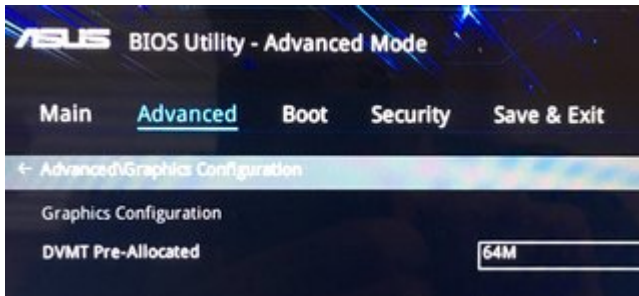 ASUS BIOS Utility - Advanced Mode
Main Advanced Boot Security Save & Exit
← Advanced\Graphics Configuration
Graphics Configuration
DVMT Pre-Allocated 64M